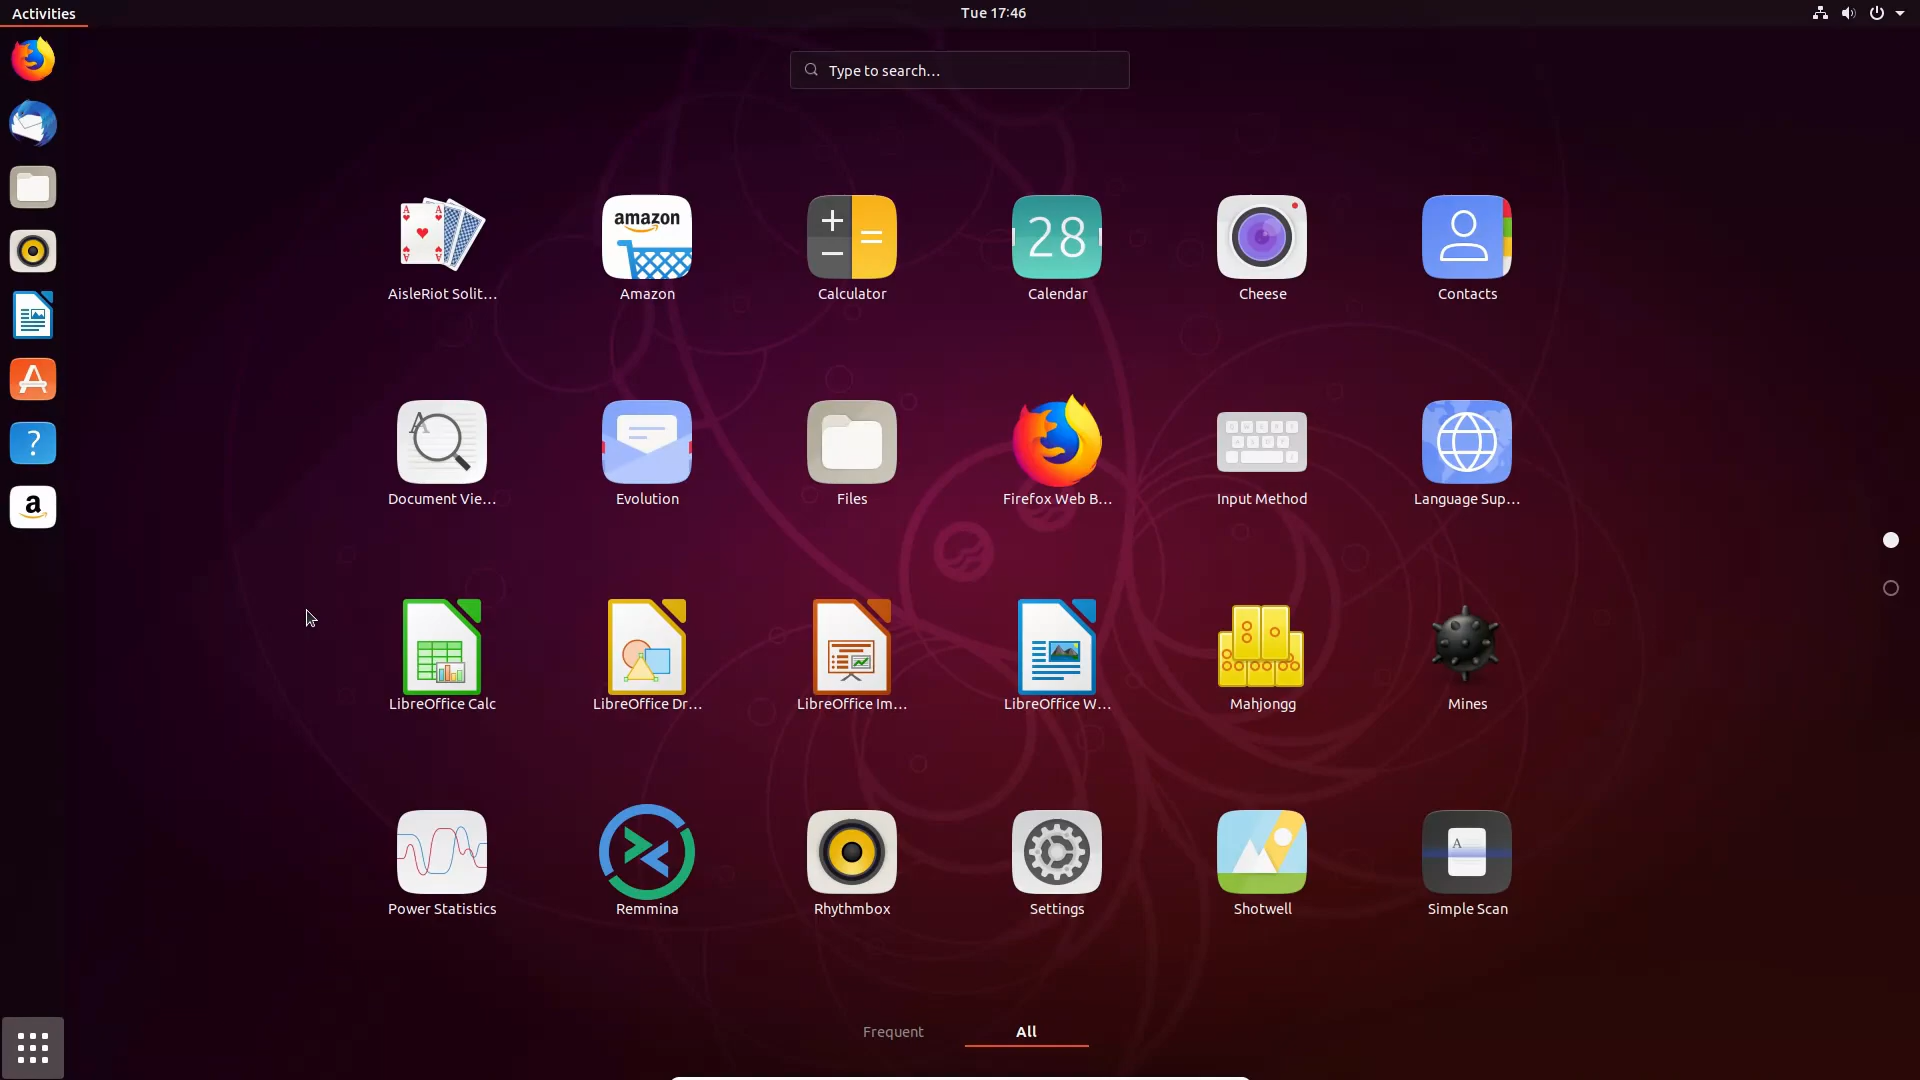 Activities
Tue 17:46
Type to search...
AisleRiot Solit...
amazon
Amazon
Calculator
28
Calendar
Cheese
Contacts
A
Document Vie...
Evolution
Files
Firefox Web B...
Input Method
Language Sup...
LibreOffice Calc
LibreOffice Dr...
LibreOffice Im...
LibreOffice W...
Mahjongg
Mines
Power Statistics
Remmina
Rhythmbox
Settings
Shotwell
A
Simple Scan
?
a
Frequent
All